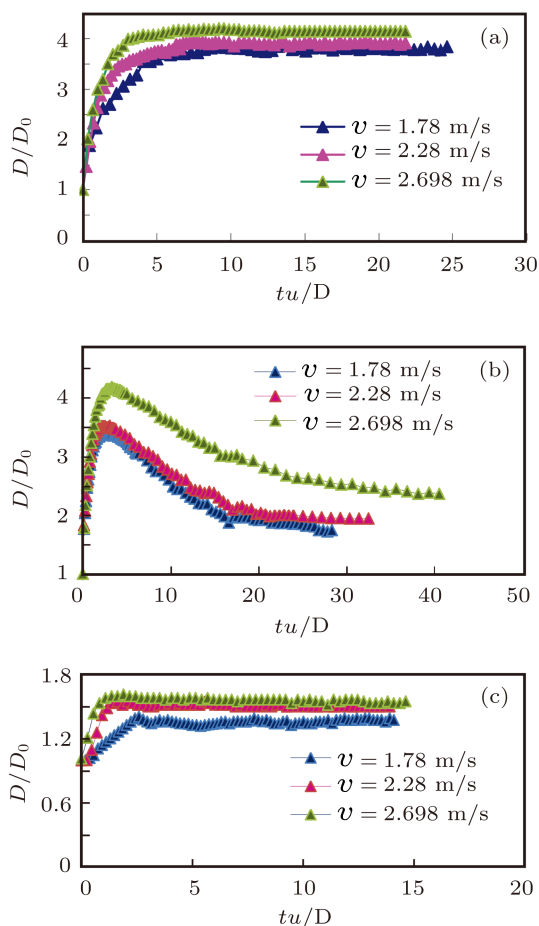 (a)
D/D0
4
3
2
1
0
v = 1.78 m/s
v = 2.28 m/s
v = 2.698 m/s
0 5 10 15 20 25 30
tu/D
(b)
D/D0
4
3
2
1
v = 1.78 m/s
v = 2.28 m/s
v = 2.698 m/s
0 10 20 30 40 50
tu/D
(c)
D/D0
1.8
1.2
0.6
0
v = 1.78 m/s
v = 2.28 m/s
v = 2.698 m/s
0 5 10 15 20
tu/D